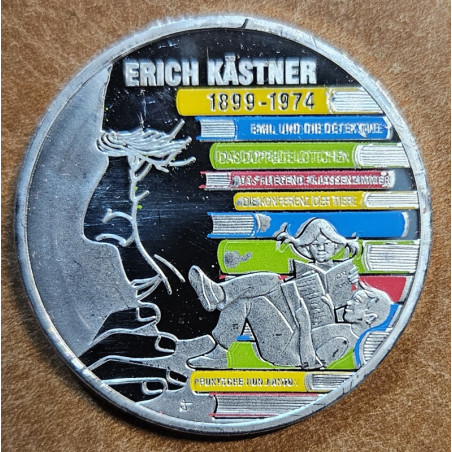 ERICH KÄSTNER
1899-1974
EMIL UND DIE DETEKTIVE
DAS DOPPELTE LOTTCHEN
DAS FLIEGENDE KLASSENZIMMER
DIE KONFERENZ DER TIERE
PÜNKTCHEN UND ANTON